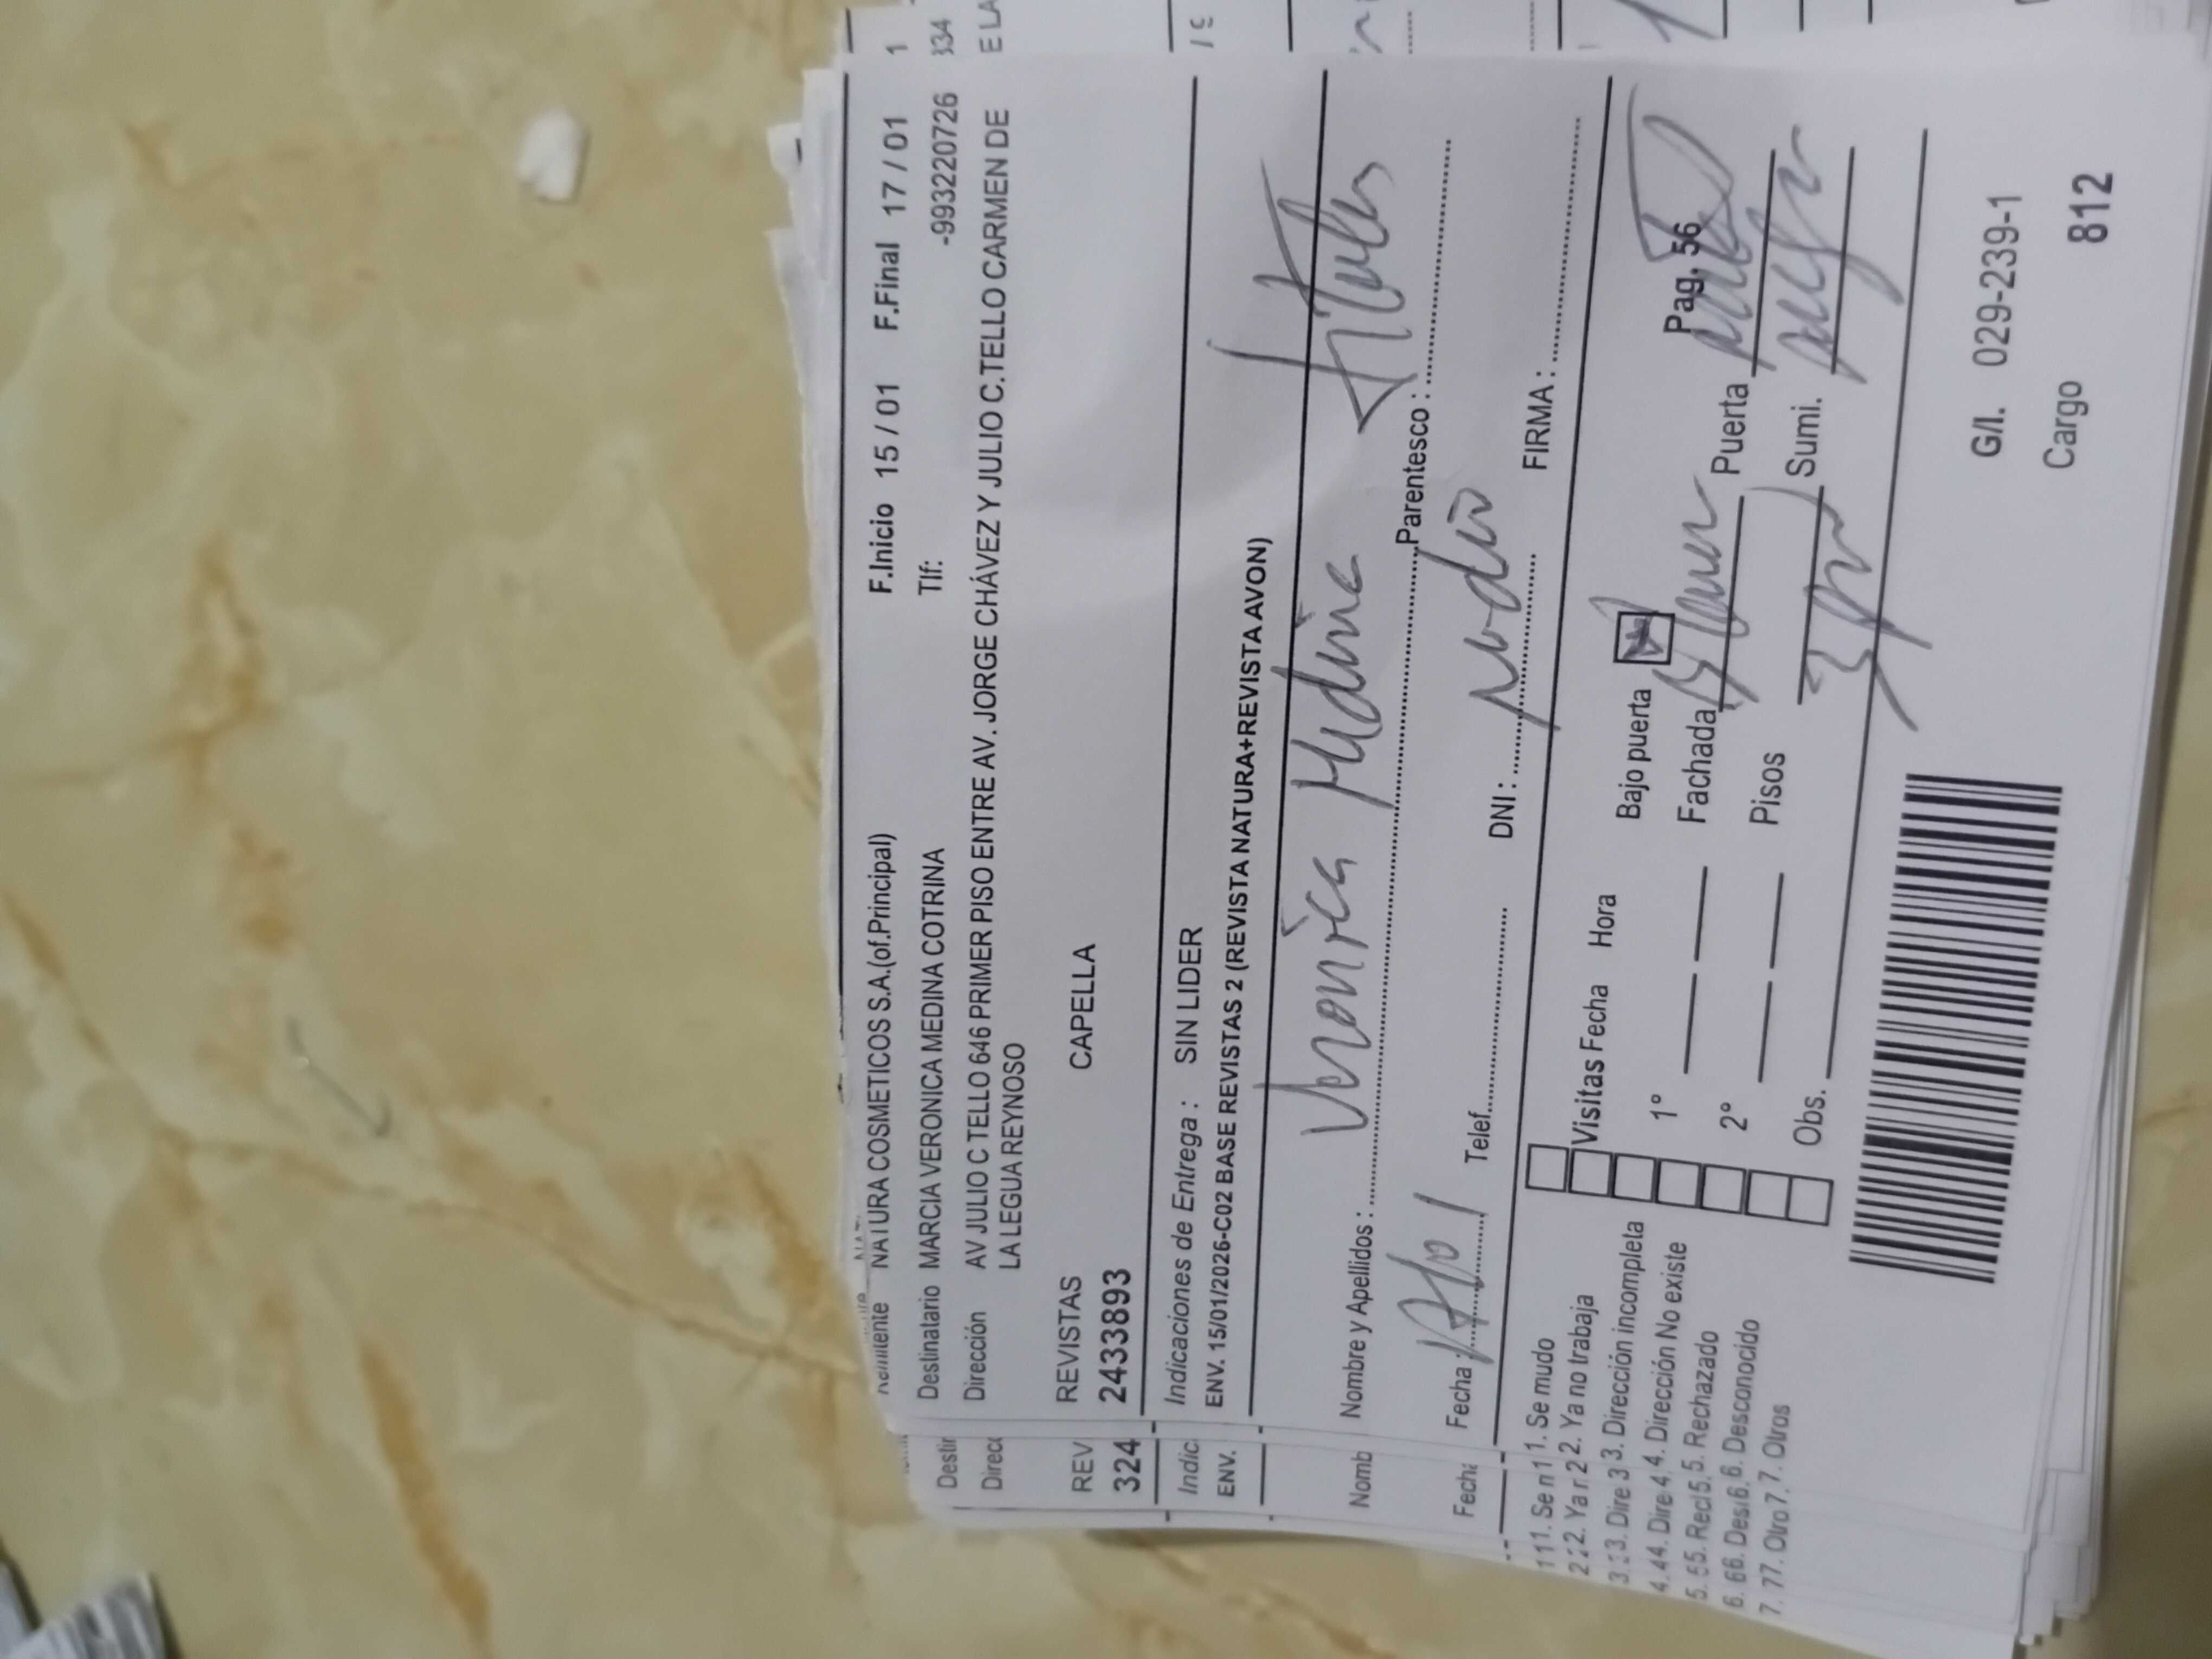 NATURA COSMETICOS S.A.(of.Principal) F.Inicio 15 / 01 F.Final 17 / 01
Destinatario MARCIA VERONICA MEDINA COTRINA Tlf: -993220726
Dirección AV JULIO C TELLO 646 PRIMER PISO ENTRE AV. JORGE CHÁVEZ Y JULIO C.TELLO CARMEN DE
LA LEGUA REYNOSO
REVISTAS CAPELLA
2433893
Indicaciones de Entrega : SIN LIDER
ENV. 15/01/2026-C02 BASE REVISTAS 2 (REVISTA NATURA+REVISTA AVON)
Nombre y Apellidos : Veronica Medina Titular Parentesco :
Fecha : Telef. DNI : No dio FIRMA :
1. Se mudo
2. Ya no trabaja
3. Dirección incompleta
4. Dirección No existe
5. Rechazado
6. Desconocido
7. Otros
Visitas Fecha Hora Bajo puerta Pag. 56
1° Fachada Puerta
2° Pisos Sumi.
Obs.
G/I. 029-239-1
Cargo 812